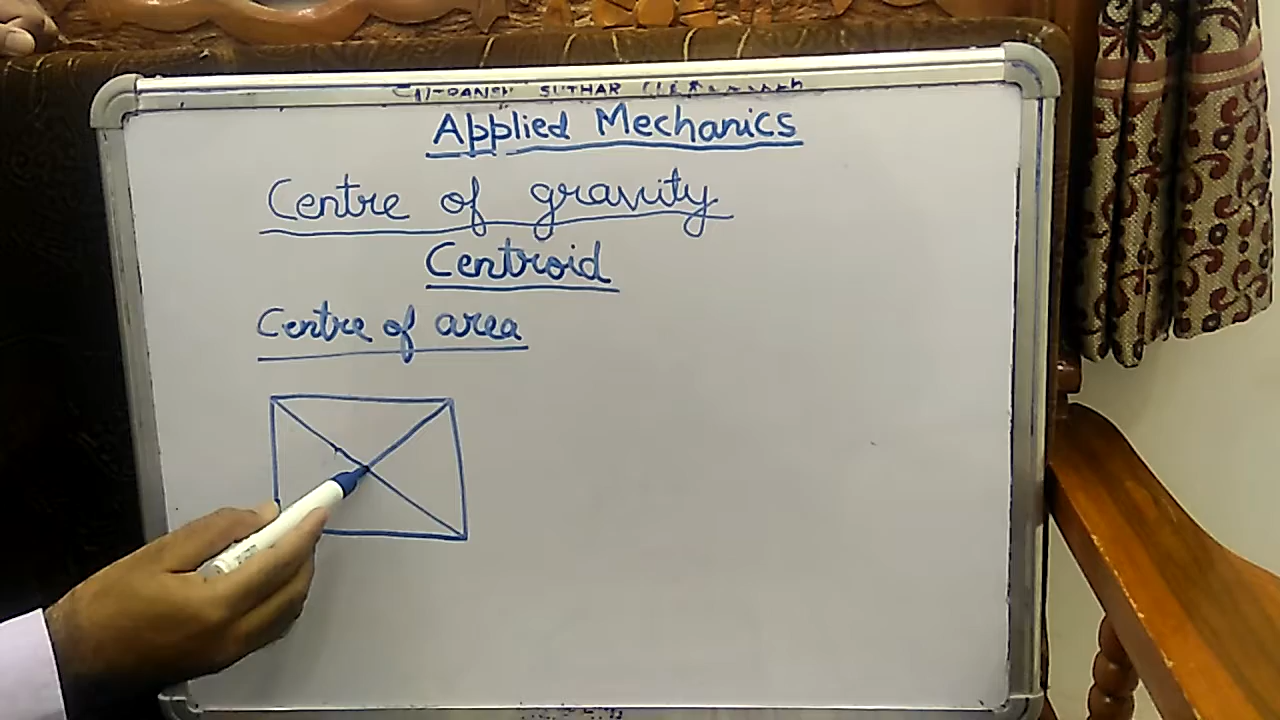 SUTHAR
Applied Mechanics
Centre of gravity
Centroid
Centre of area